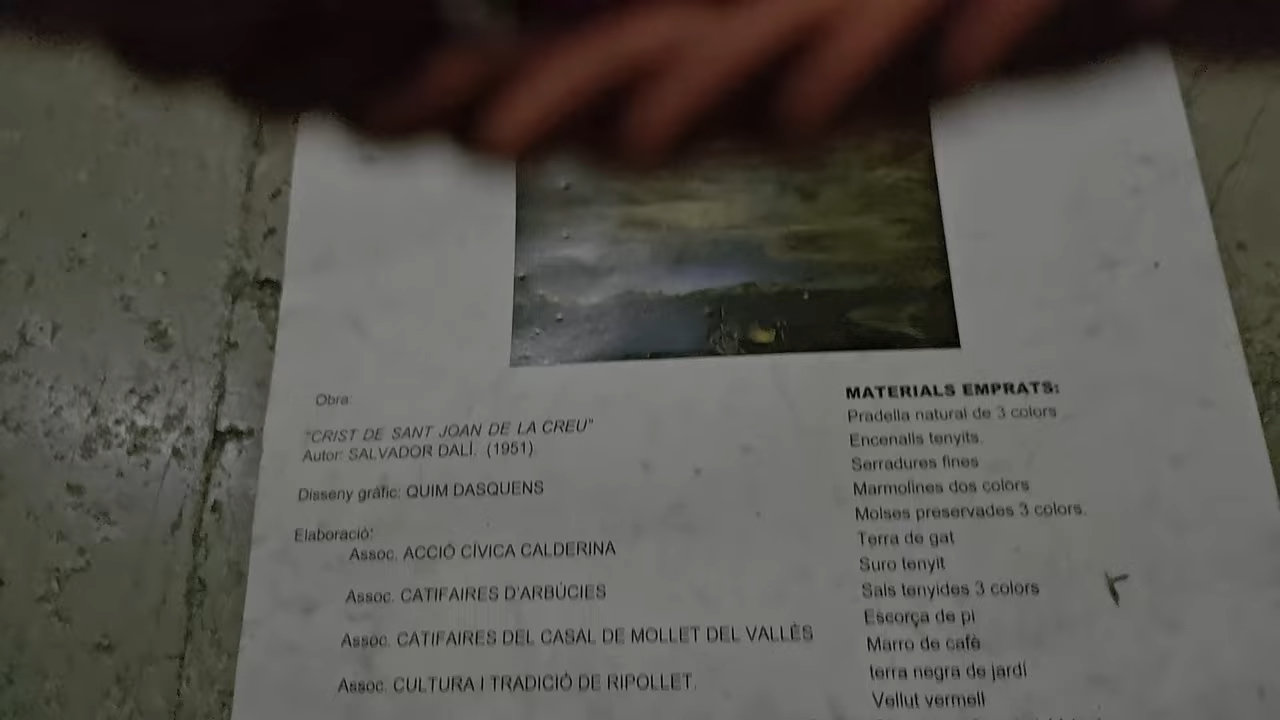 Obra:
"CRIST DE SANT JOAN DE LA CREU"
Autor: SALVADOR DALÍ. (1951)
Disseny gràfic: QUIM DASQUENS
Elaboració:
Assoc. ACCIÓ CÍVICA CALDERINA
Assoc. CATIFAIRES D'ARBÚCIES
Assoc. CATIFAIRES DEL CASAL DE MOLLET DEL VALLÈS
Assoc. CULTURA I TRADICIÓ DE RIPOLLET.
MATERIALS EMPRATS:
Pradella natural de 3 colors
Encenalls tenyits.
Serradures fines
Marmolines dos colors
Molses preservades 3 colors.
Terra de gat
Suro tenyit
Sals tenyides 3 colors
Escorça de pi
Marro de cafè
terra negra de jardí
Vellut vermell